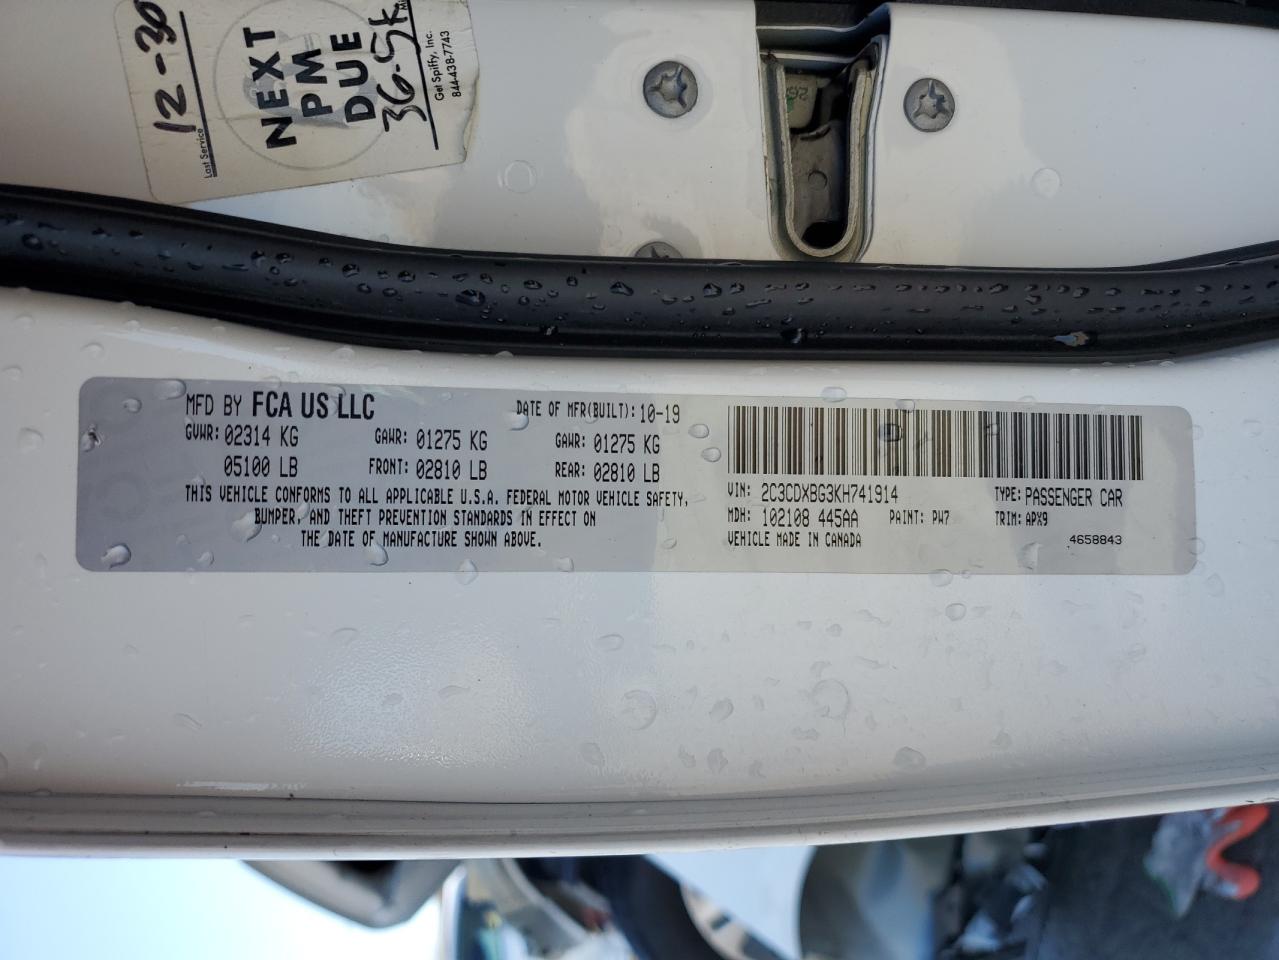 12-30
Last Service
NEXT
PM
DUE
36-5k
Get Spiffy, Inc.
844-438-7743
MFD BY FCA US LLC
DATE OF MFR(BUILT): 10-19
GVWR: 02314 KG
GAWR: 01275 KG
GAWR: 01275 KG
05100 LB
FRONT: 02810 LB
REAR: 02810 LB
THIS VEHICLE CONFORMS TO ALL APPLICABLE U.S.A. FEDERAL MOTOR VEHICLE SAFETY,
BUMPER, AND THEFT PREVENTION STANDARDS IN EFFECT ON
THE DATE OF MANUFACTURE SHOWN ABOVE.
VIN: 2C3CDXBG3KH741914
TYPE: PASSENGER CAR
MDH: 102108 445AA
PAINT: PW7
TRIM: APX9
VEHICLE MADE IN CANADA
4658843